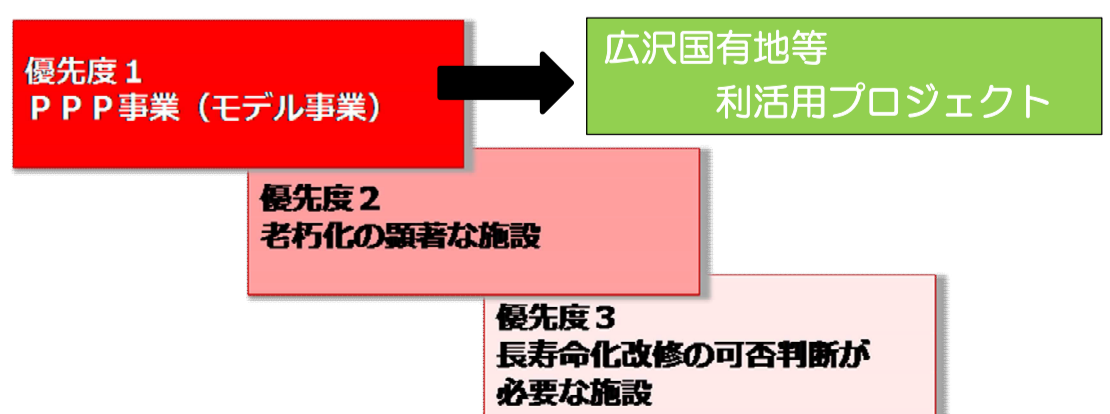 優先度１
ＰＰＰ事業（モデル事業）
広沢国有地等
利活用プロジェクト
優先度２
老朽化の顕著な施設
優先度３
長寿命化改修の可否判断が
必要な施設